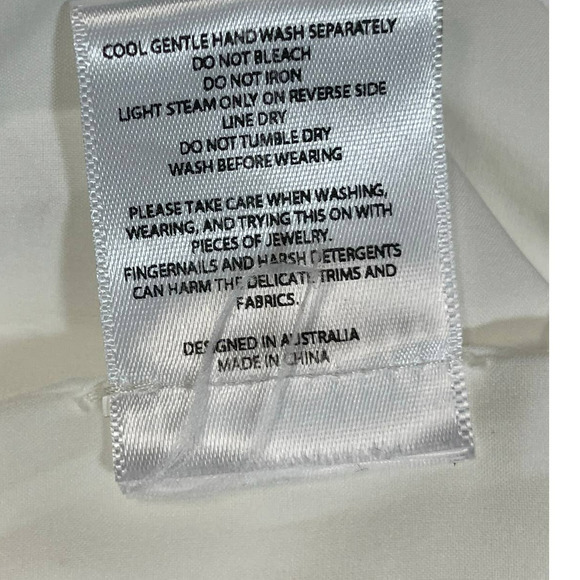 COOL GENTLE HAND WASH SEPARATELY
DO NOT BLEACH
DO NOT IRON
LIGHT STEAM ONLY ON REVERSE SIDE
LINE DRY
DO NOT TUMBLE DRY
WASH BEFORE WEARING
PLEASE TAKE CARE WHEN WASHING,
WEARING, AND TRYING THIS ON WITH
PIECES OF JEWELRY.
FINGERNAILS AND HARSH DETERGENTS
CAN HARM THE DELICATE TRIMS AND
FABRICS.
DESIGNED IN AUSTRALIA
MADE IN CHINA